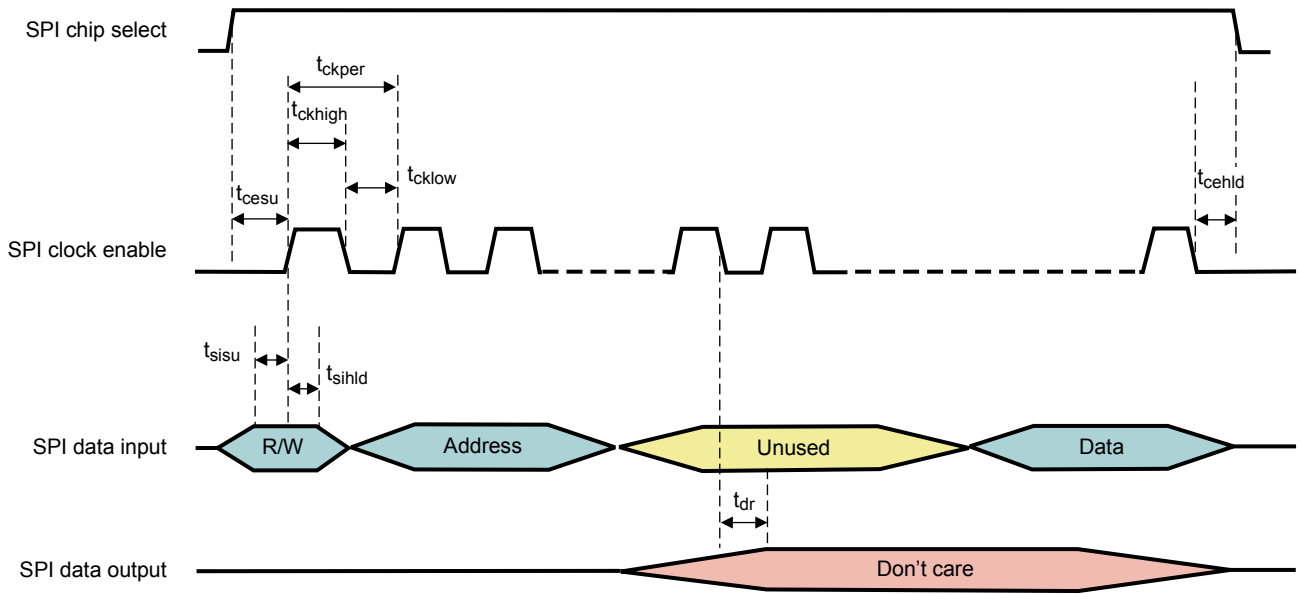 SPI chip select
tckper
tckhigh
tcklow
tcesu
tcehld
SPI clock enable
tsisu
tsihld
SPI data input
R/W
Address
Unused
Data
tdr
SPI data output
Don't care